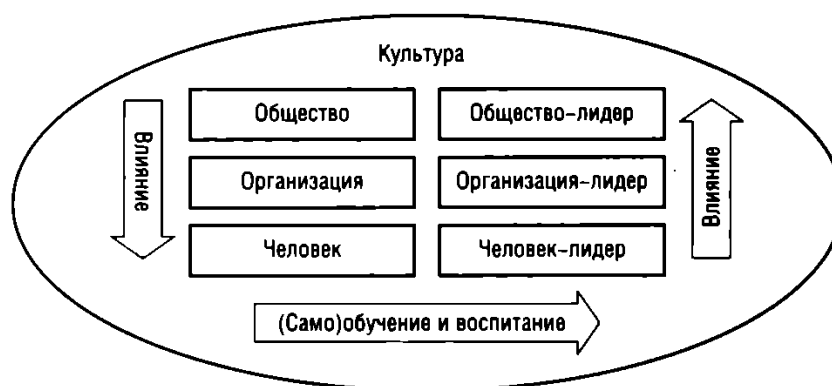 Культура
Общество
Общество-лидер
Влияние
Организация
Организация-лидер
Влияние
Человек
Человек-лидер
(Само)обучение и воспитание